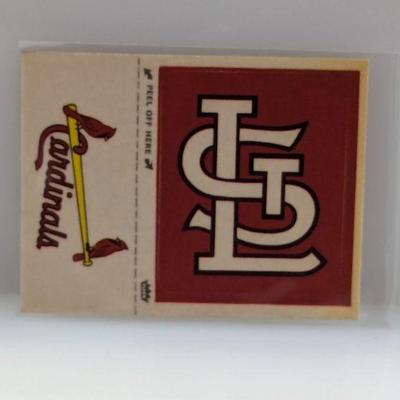 Cardinals
PEEL OFF HERE
STL